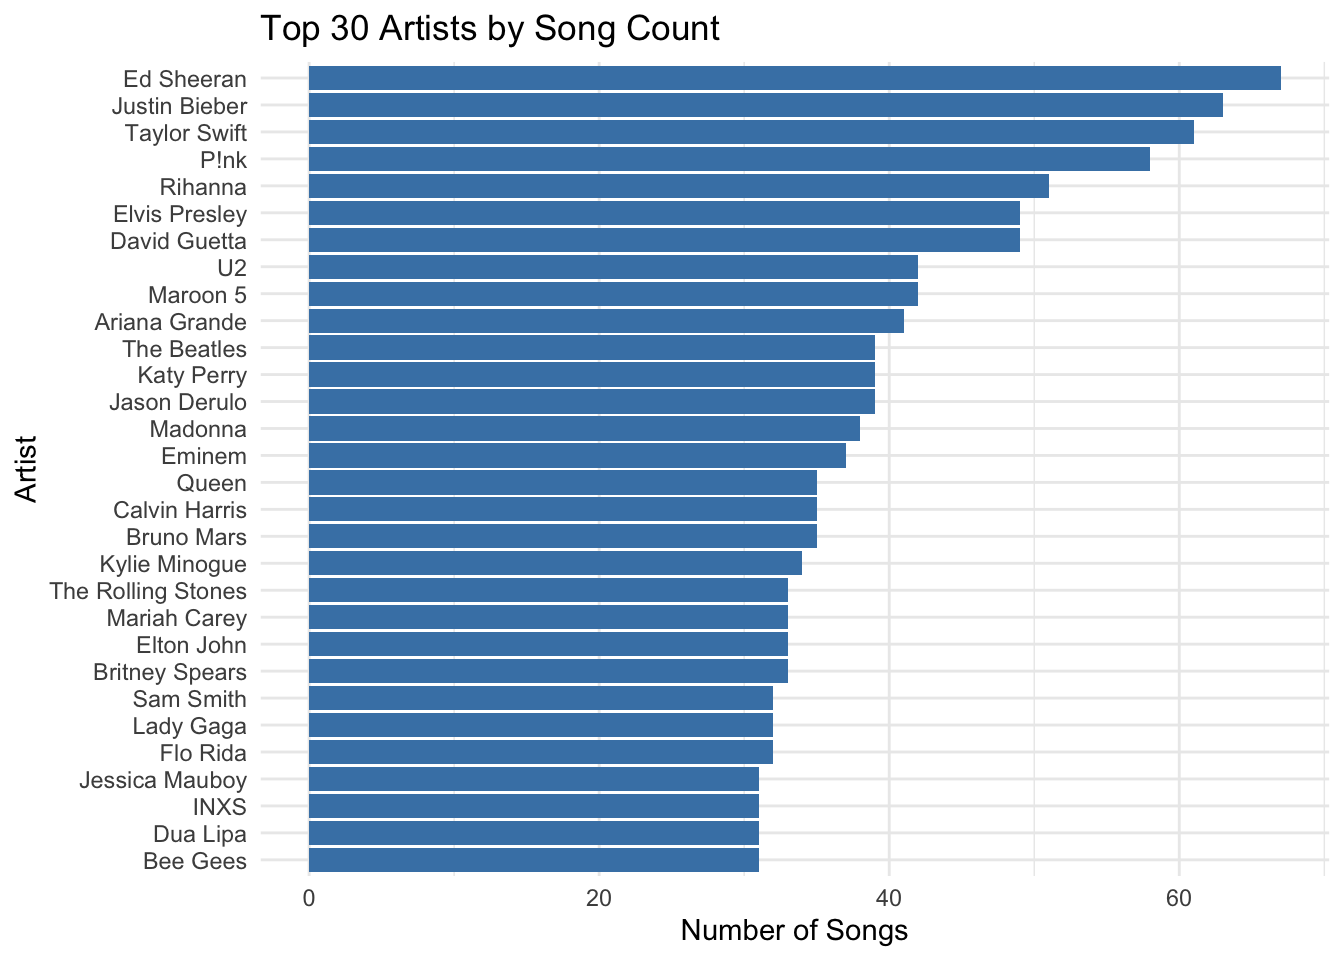 Top 30 Artists by Song Count
Artist
Ed Sheeran
Justin Bieber
Taylor Swift
P!nk
Rihanna
Elvis Presley
David Guetta
U2
Maroon 5
Ariana Grande
The Beatles
Katy Perry
Jason Derulo
Madonna
Eminem
Queen
Calvin Harris
Bruno Mars
Kylie Minogue
The Rolling Stones
Mariah Carey
Elton John
Britney Spears
Sam Smith
Lady Gaga
Flo Rida
Jessica Mauboy
INXS
Dua Lipa
Bee Gees
0 20 40 60
Number of Songs